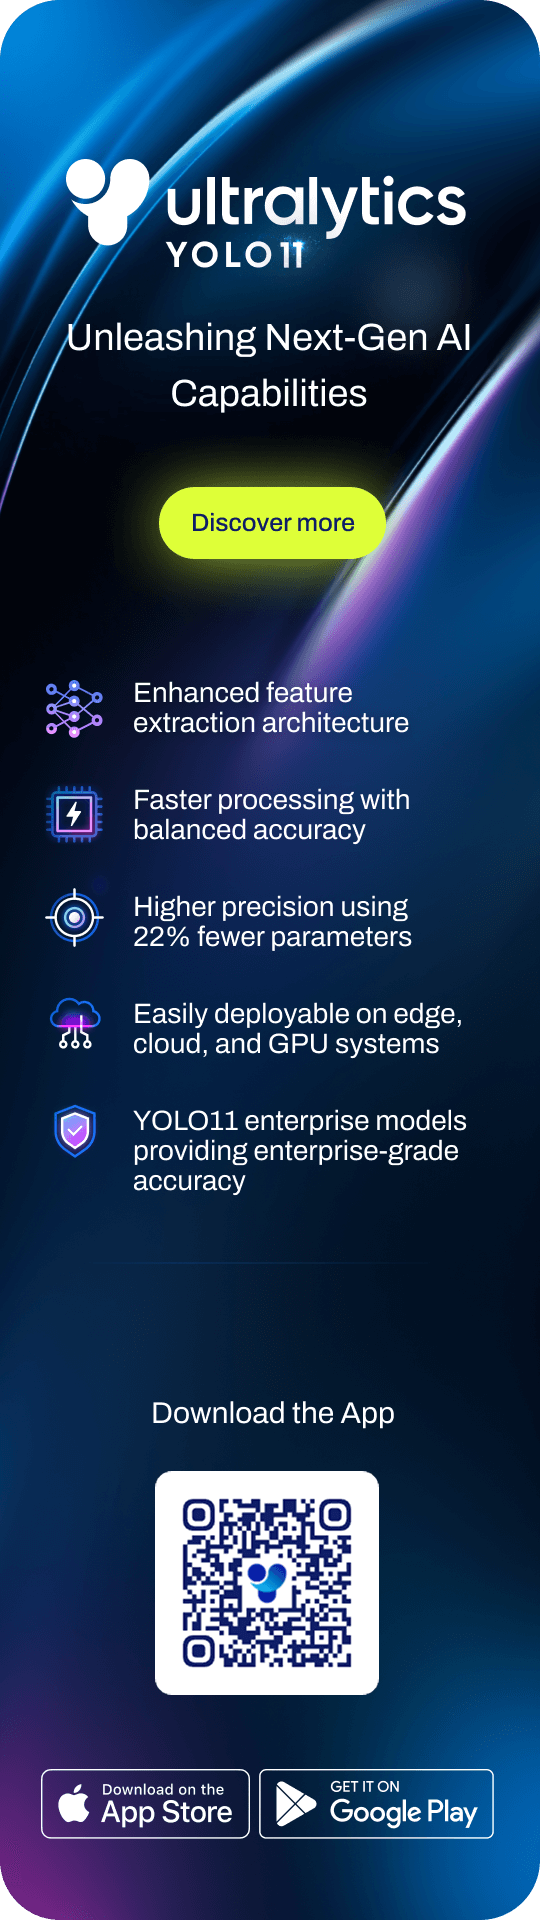 ultralytics
YOLO11
Unleashing Next-Gen AI
Capabilities
Discover more
Enhanced feature
extraction architecture
Faster processing with
balanced accuracy
Higher precision using
22% fewer parameters
Easily deployable on edge,
cloud, and GPU systems
YOLO11 enterprise models
providing enterprise-grade
accuracy
Download the App
Download on the
App Store
GET IT ON
Google Play